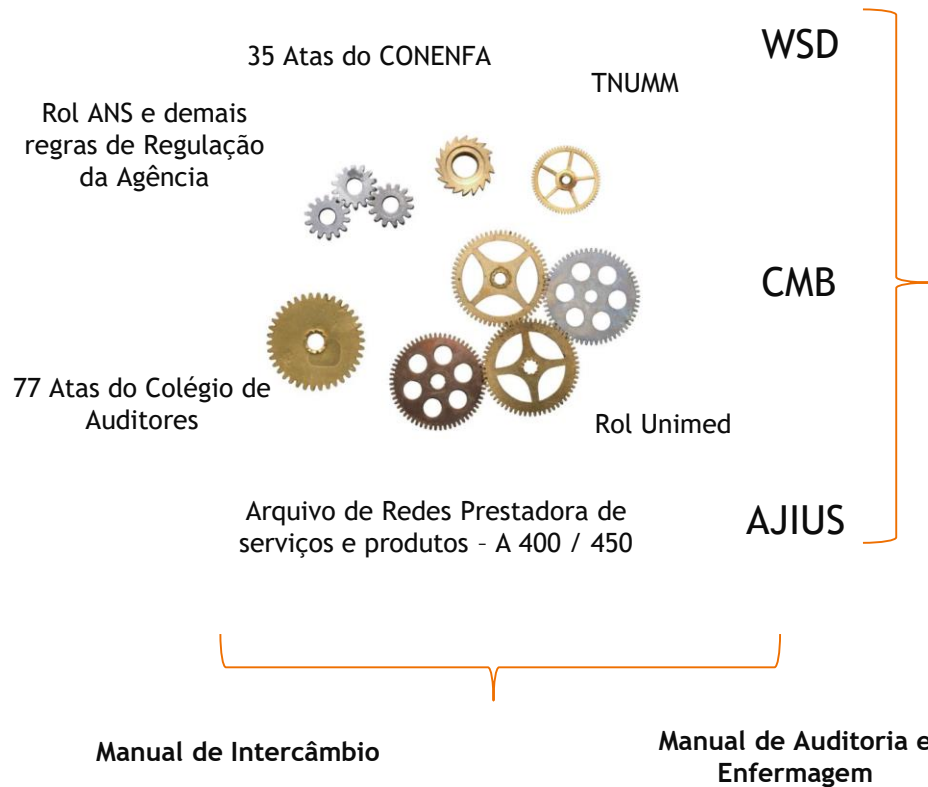 WSD
35 Atas do CONENFA
TNUMM
Rol ANS e demais
regras de Regulação
da Agência
CMB
77 Atas do Colégio de
Auditores
Rol Unimed
Arquivo de Redes Prestadora de
serviços e produtos – A 400 / 450
AJIUS
Manual de Intercâmbio
Manual de Auditoria e
Enfermagem